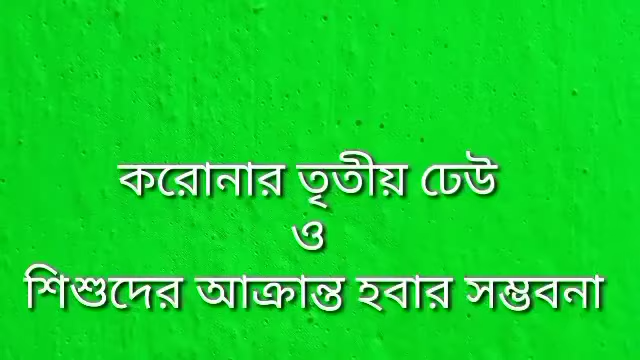 করোনার তৃতীয় ঢেউ
ও
শিশুদের আক্রান্ত হবার সম্ভবনা